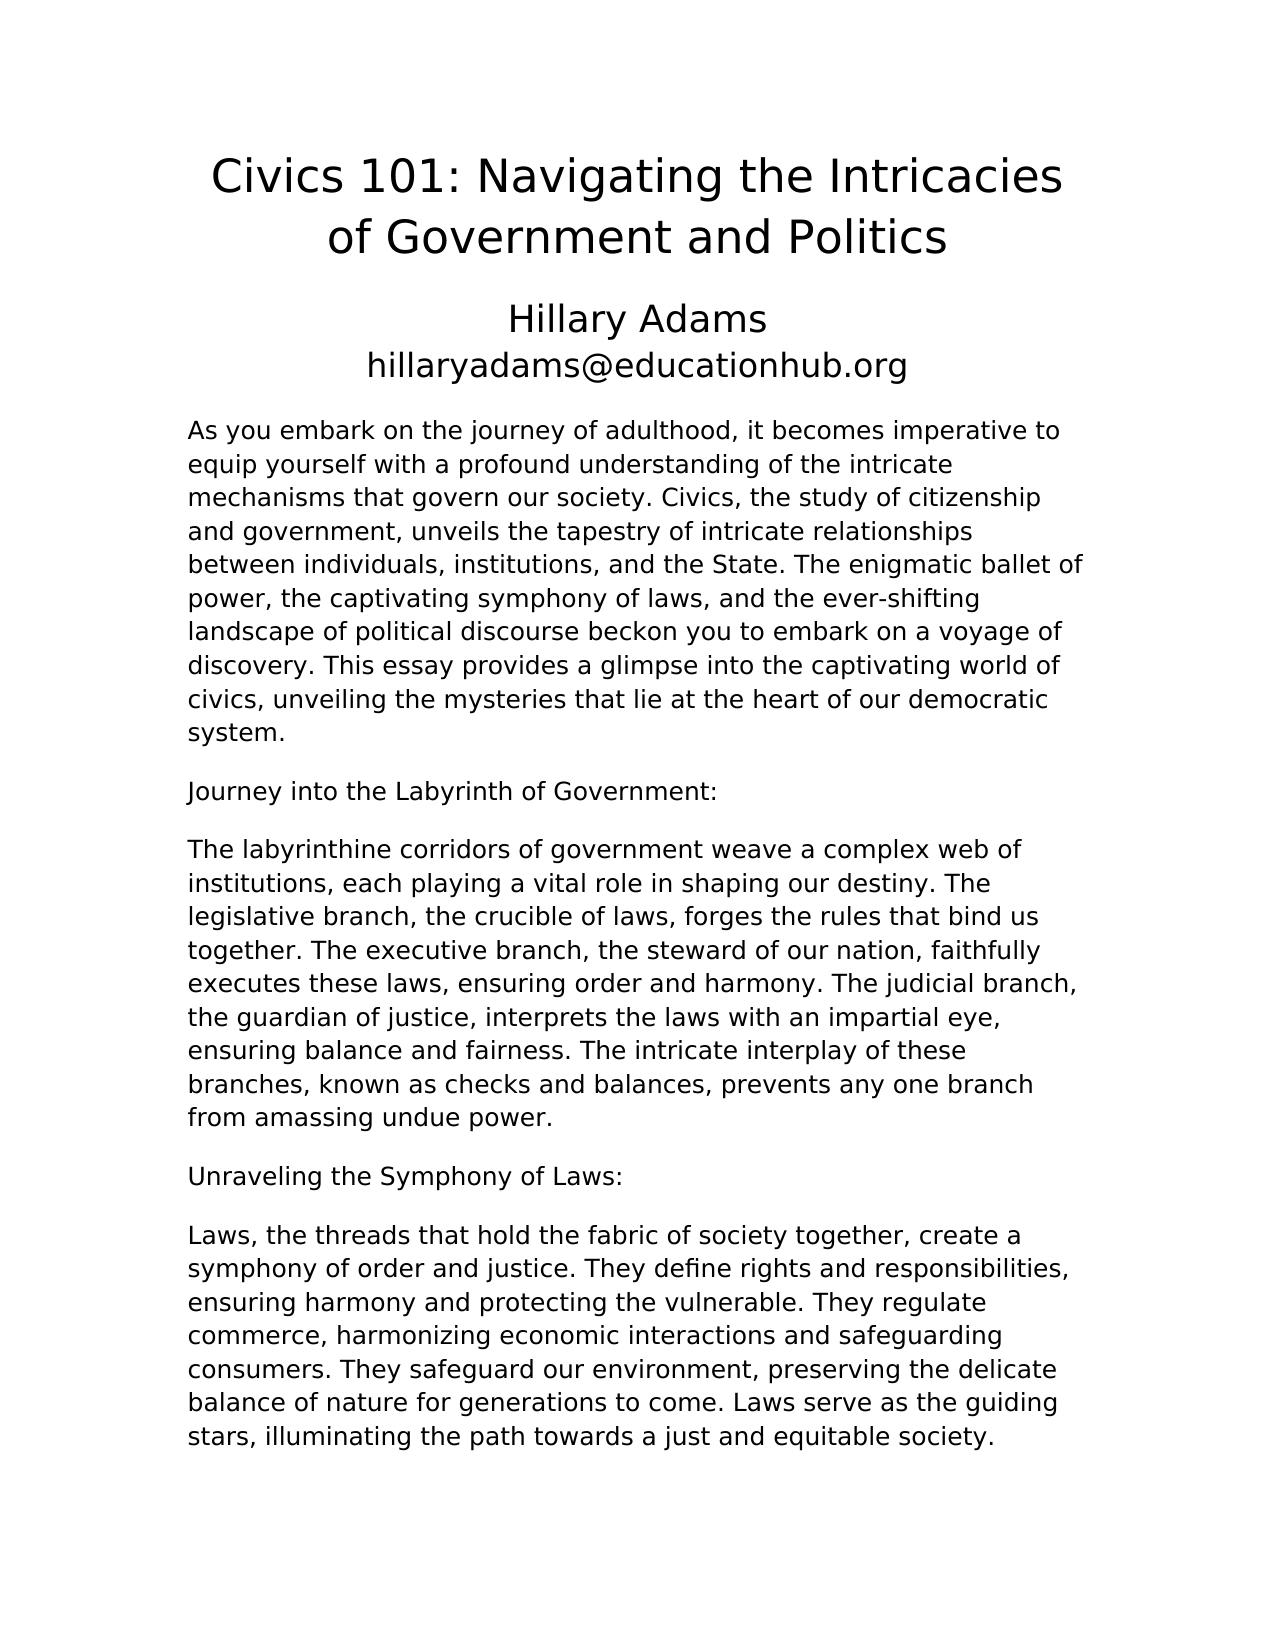 Civics 101: Navigating the Intricacies
of Government and Politics
Hillary Adams
hillaryadams@educationhub.org
As you embark on the journey of adulthood, it becomes imperative to
equip yourself with a profound understanding of the intricate
mechanisms that govern our society. Civics, the study of citizenship
and government, unveils the tapestry of intricate relationships
between individuals, institutions, and the State. The enigmatic ballet of
power, the captivating symphony of laws, and the ever-shifting
landscape of political discourse beckon you to embark on a voyage of
discovery. This essay provides a glimpse into the captivating world of
civics, unveiling the mysteries that lie at the heart of our democratic
system.
Journey into the Labyrinth of Government:
The labyrinthine corridors of government weave a complex web of
institutions, each playing a vital role in shaping our destiny. The
legislative branch, the crucible of laws, forges the rules that bind us
together. The executive branch, the steward of our nation, faithfully
executes these laws, ensuring order and harmony. The judicial branch,
the guardian of justice, interprets the laws with an impartial eye,
ensuring balance and fairness. The intricate interplay of these
branches, known as checks and balances, prevents any one branch
from amassing undue power.
Unraveling the Symphony of Laws:
Laws, the threads that hold the fabric of society together, create a
symphony of order and justice. They define rights and responsibilities,
ensuring harmony and protecting the vulnerable. They regulate
commerce, harmonizing economic interactions and safeguarding
consumers. They safeguard our environment, preserving the delicate
balance of nature for generations to come. Laws serve as the guiding
stars, illuminating the path towards a just and equitable society.